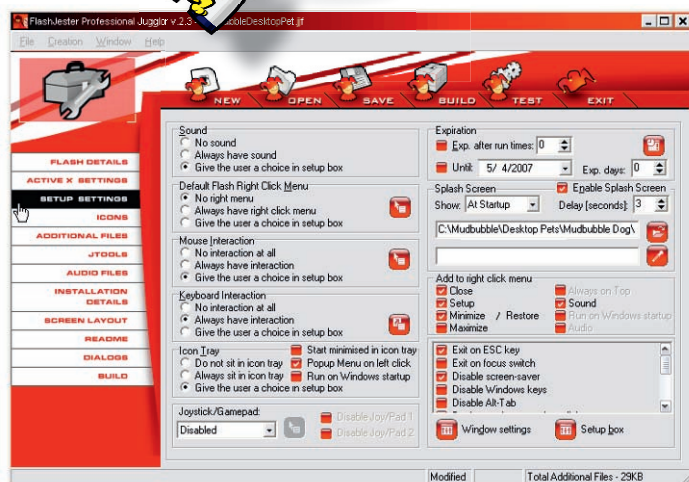 FlashJester Professional Jugglor v.2.3 - bbleDesktopPet.jf
File Creation Window Help
NEW OPEN SAVE BUILD TEST EXIT
FLASH DETAILS
ACTIVE X SETTINGS
SETUP SETTINGS
ICONS
ADDITIONAL FILES
JTOOLS
AUDIO FILES
INSTALLATION
DETAILS
SCREEN LAYOUT
README
DIALOGS
BUILD
Sound
No sound
Always have sound
Give the user a choice in setup box
Default Flash Right Click Menu
No right menu
Always have right click menu
Give the user a choice in setup box
Mouse Interaction
No interaction at all
Always have interaction
Give the user a choice in setup box
Keyboard Interaction
No interaction at all
Always have interaction
Give the user a choice in setup box
Icon Tray
Start minimised in icon tray
Do not sit in icon tray
Popup Menu on left click
Always sit in icon tray
Run on Windows startup
Give the user a choice in setup box
Joystick/Gamepad:
Disabled
Disable Joy/Pad 1
Disable Joy/Pad 2
Expiration
Exp. after run times: 0
Until: 5/ 4/2007
Exp. days: 0
Splash Screen
Enable Splash Screen
Show: At Startup
Delay [seconds]: 3
C:\Mudbubble\Desktop Pets\Mudbubble Dog\
Add to right click menu
Close
Always on Top
Setup
Sound
Minimize / Restore
Run on Windows startup
Maximize
Audio
Exit on ESC key
Exit on focus switch
Disable screen-saver
Disable Windows keys
Disable Alt-Tab
Window settings
Setup box
Modified
Total Additional Files - 29KB